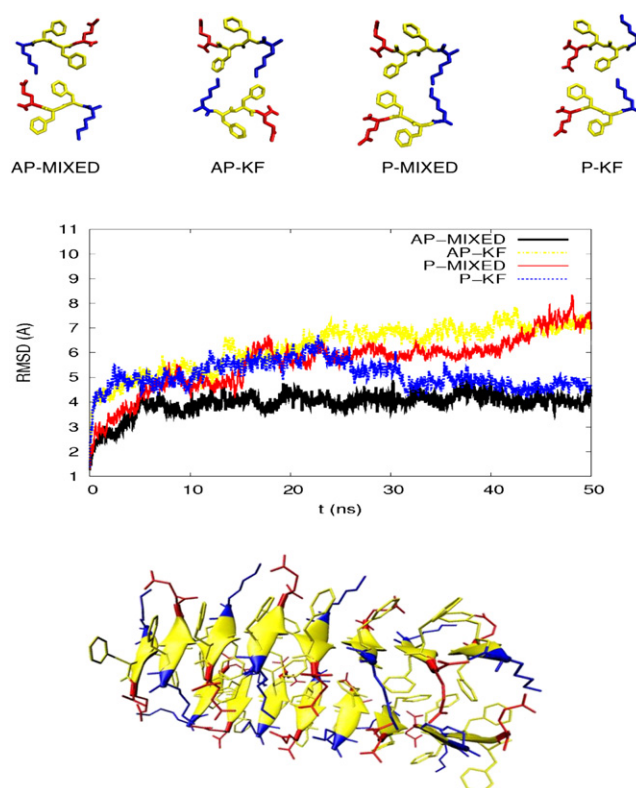 AP-MIXED AP-KF P-MIXED P-KF
11
10
9
8
7
6
5
4
3
2
1
RMSD (A)
AP−MIXED
AP−KF
P−MIXED
P−KF
0 10 20 30 40 50
t (ns)